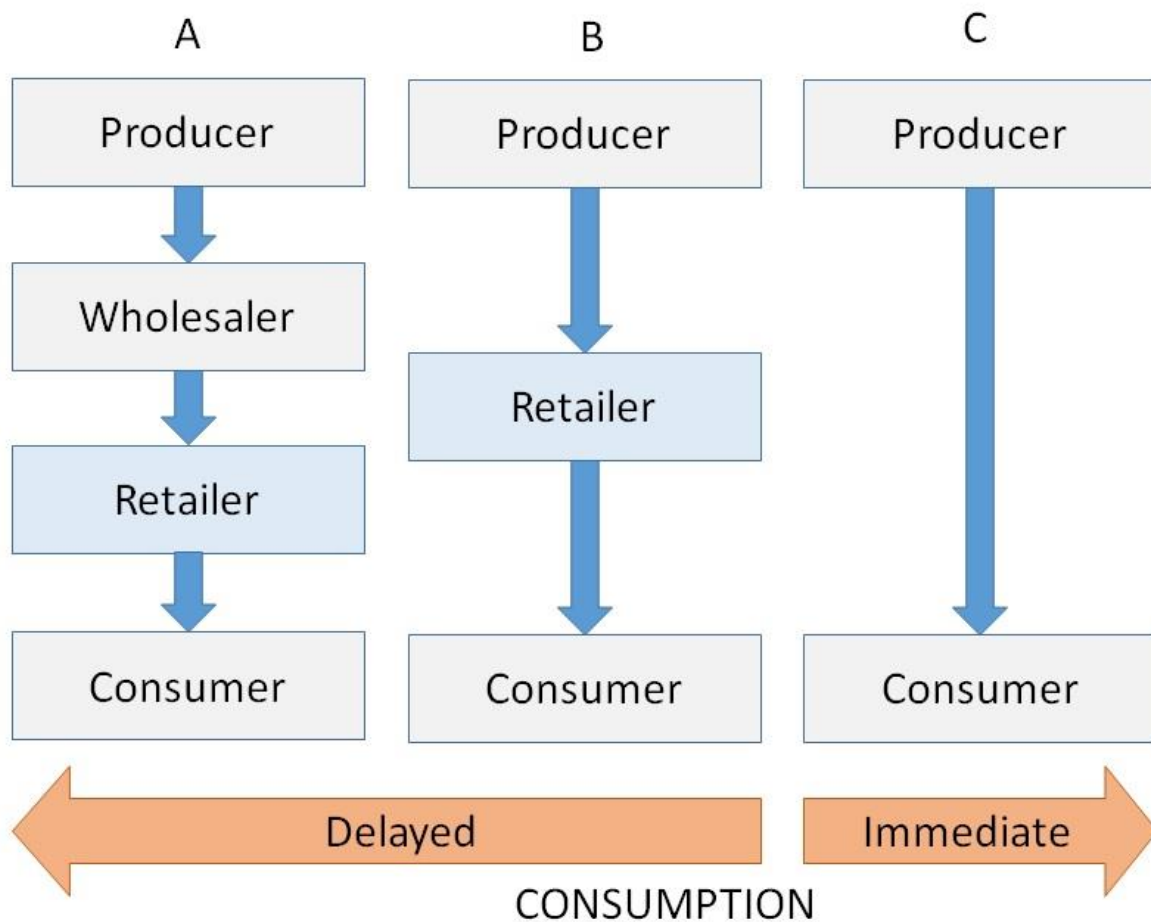 A
B
C
Producer
Producer
Producer
Wholesaler
Retailer
Retailer
Consumer
Consumer
Consumer
Delayed
Immediate
CONSUMPTION